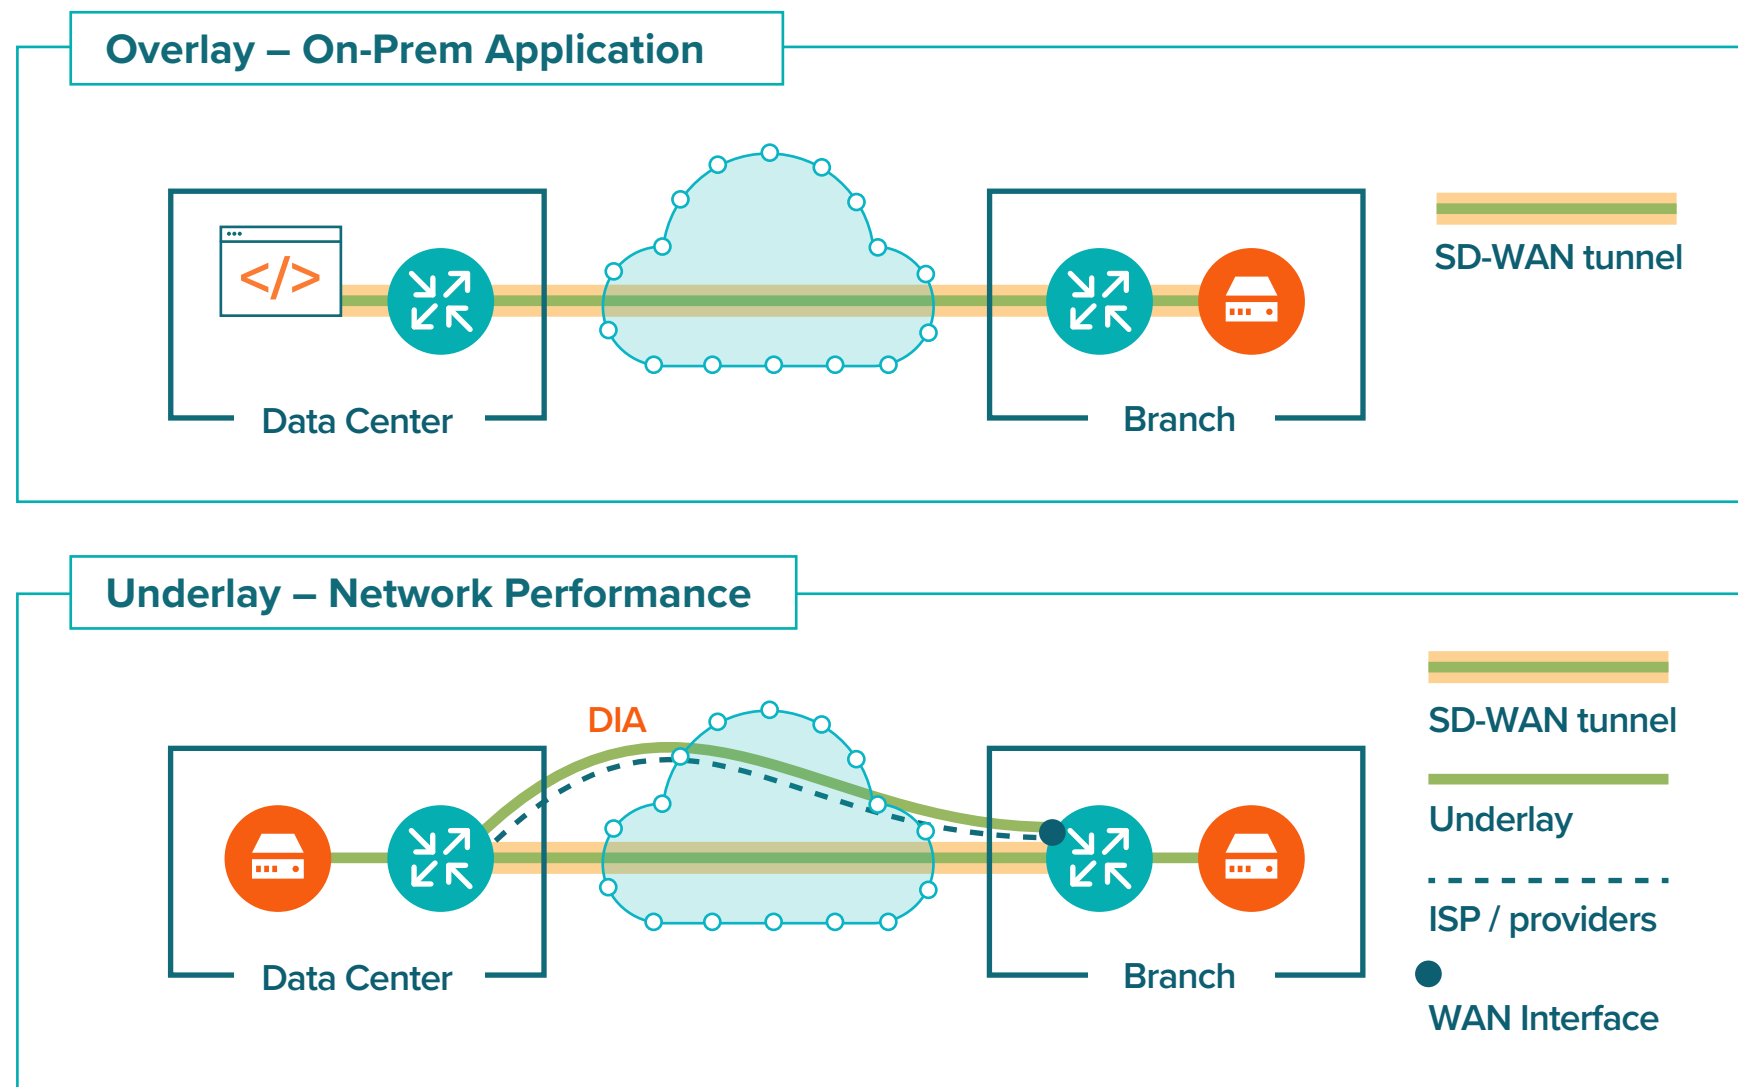 Overlay – On-Prem Application
</>
SD-WAN tunnel
Data Center
Branch
Underlay – Network Performance
DIA
SD-WAN tunnel
Underlay
ISP / providers
WAN Interface
Data Center
Branch